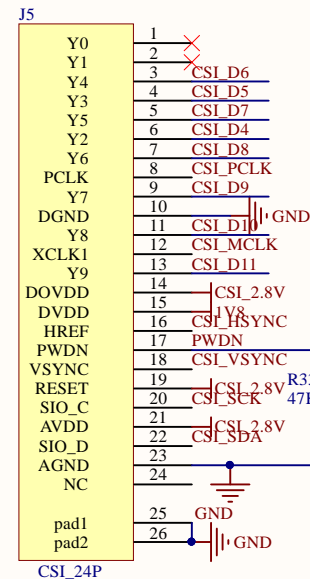 J5
Y0 1
Y1 2
Y4 3 CSI_D6
Y3 4 CSI_D5
Y5 5 CSI_D7
Y2 6 CSI_D4
Y6 7 CSI_D8
PCLK 8 CSI_PCLK
Y7 9 CSI_D9
DGND 10 GND
Y8 11 CSI_D10
XCLK1 12 CSI_MCLK
Y9 13 CSI_D11
DOVDD 14 CSI_2.8V
DVDD 15 1V8
HREF 16 CSI_HSYNC
PWDN 17 PWDN
VSYNC 18 CSI_VSYNC
RESET 19 CSI_2.8V
SIO_C 20 CSI_SCK
AVDD 21 CSI_2.8V
SIO_D 22 CSI_SDA
AGND 23
NC 24
GND
pad1 25
pad2 26 GND
CSI_24P